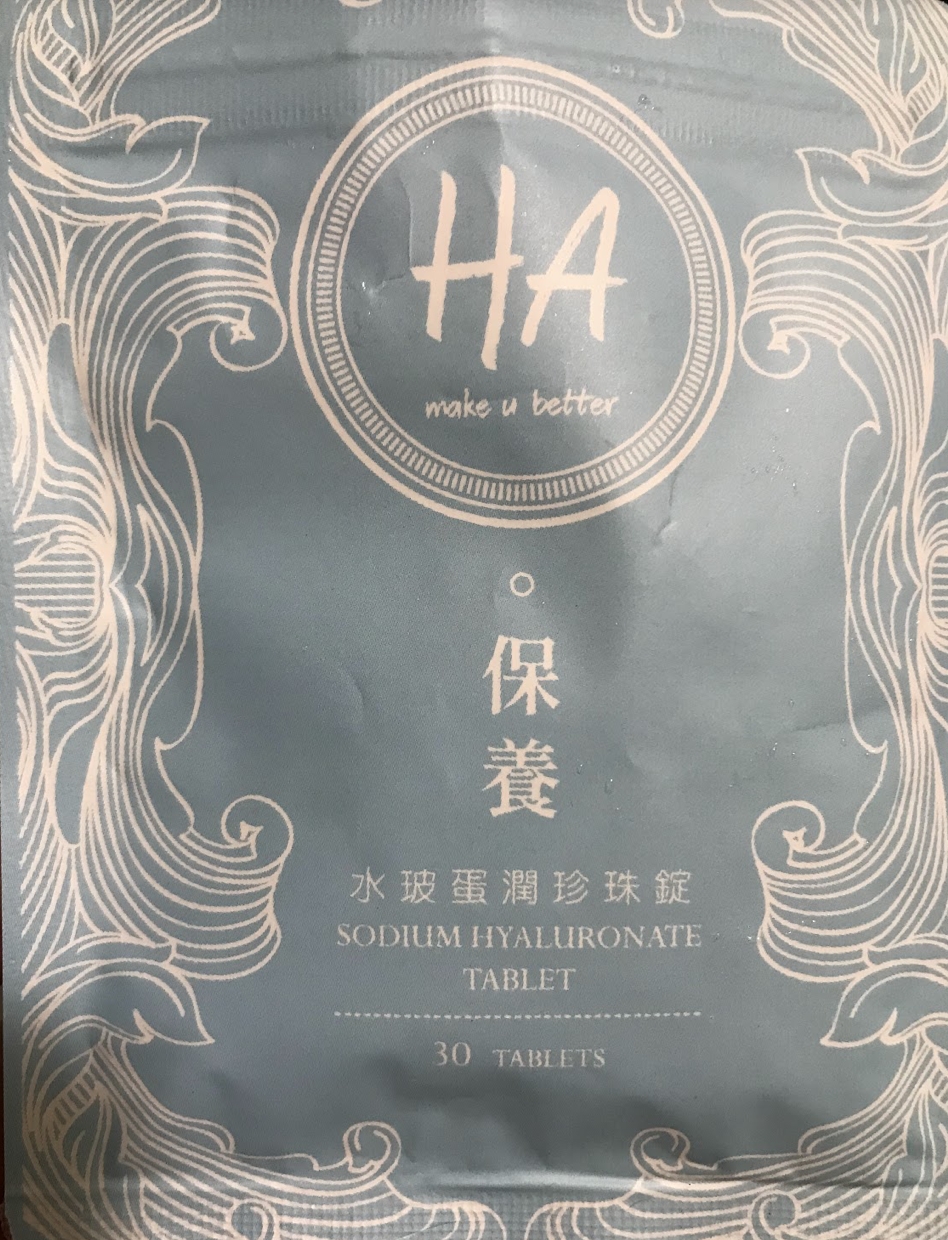 HA
make u better
保養
水玻蛋潤珍珠錠
SODIUM HYALURONATE
TABLET
30 TABLETS